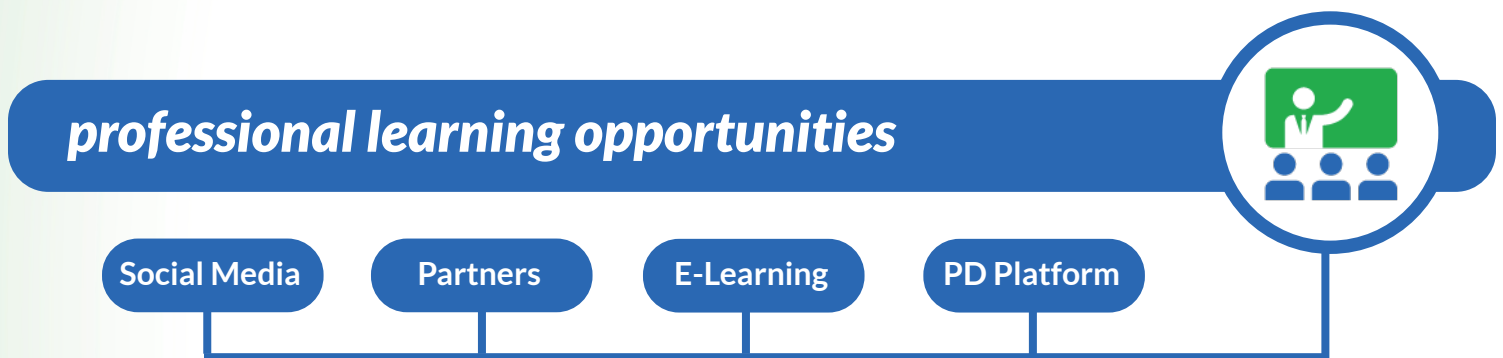 professional learning opportunities
Social Media
Partners
E-Learning
PD Platform